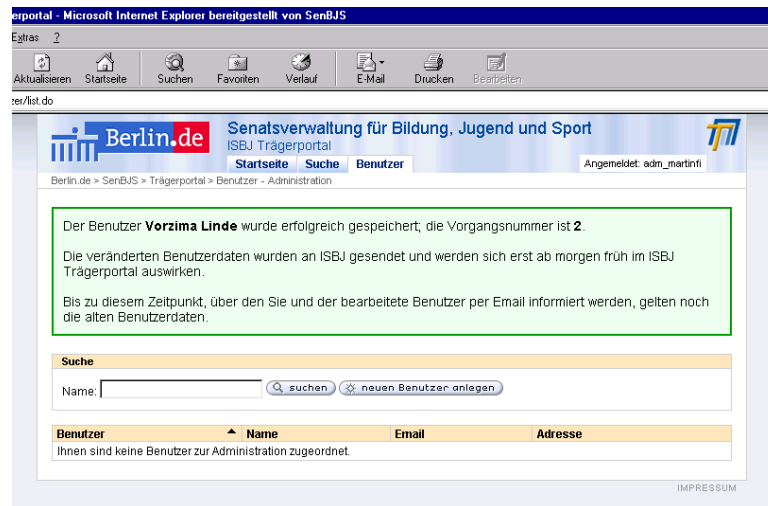 erportal - Microsoft Internet Explorer bereitgestellt von SenBJS
Extras ?
Aktualisieren Startseite Suchen Favoriten Verlauf E-Mail Drucken Bearbeiten
zer/list.do
Berlin.de
Senatsverwaltung für Bildung, Jugend und Sport
ISBJ Trägerportal
Startseite Suche Benutzer Angemeldet: adm_martinfi
Berlin.de > SenBJS > Trägerportal > Benutzer - Administration
Der Benutzer Vorzima Linde wurde erfolgreich gespeichert; die Vorgangsnummer ist 2.
Die veränderten Benutzerdaten wurden an ISBJ gesendet und werden sich erst ab morgen früh im ISBJ
Trägerportal auswirken.
Bis zu diesem Zeitpunkt, über den Sie und der bearbeitete Benutzer per Email informiert werden, gelten noch
die alten Benutzerdaten.
Suche
Name: suchen neuen Benutzer anlegen
Benutzer Name Email Adresse
Ihnen sind keine Benutzer zur Administration zugeordnet.
IMPRESSUM